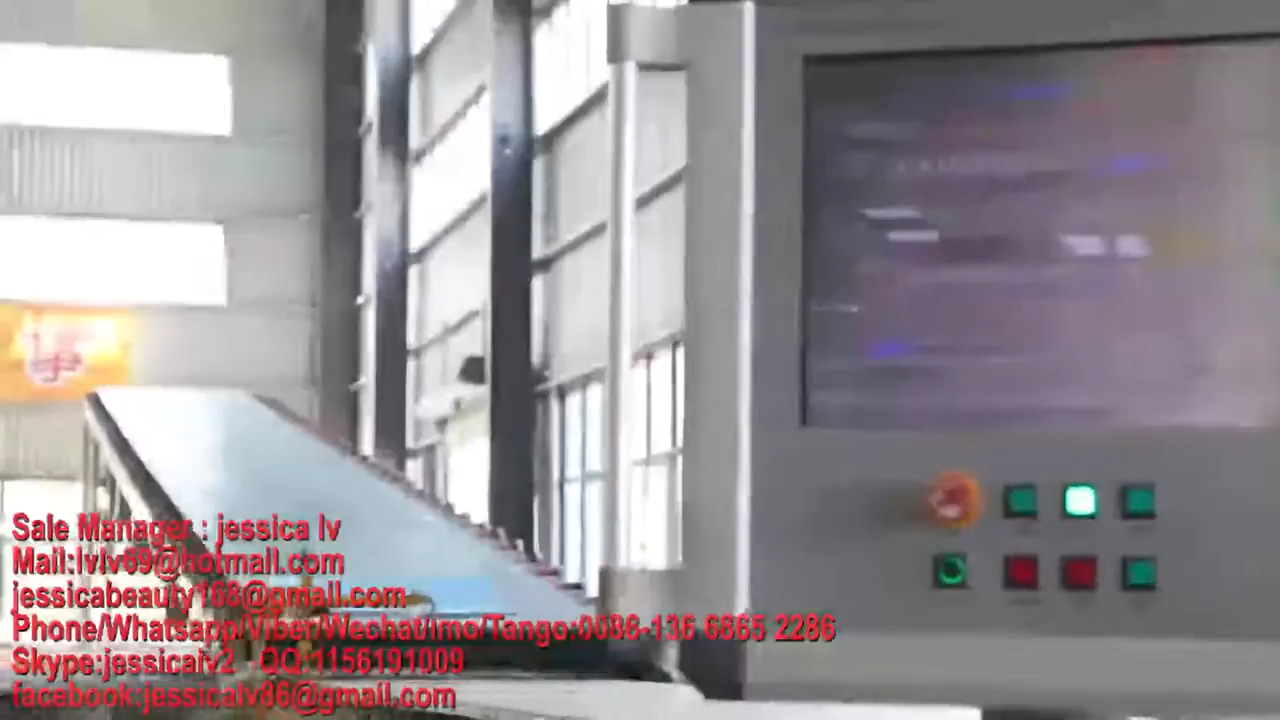 Sale Manager : jessica lv
Mail:lvlv69@hotmail.com
jessicabeauty168@gmail.com
Phone/Whatsapp/Viber/Wechat/imo/Tango:0086-136 6865 2286
Skype:jessicalv2 QQ:1156191009
facebook:jessicalv86@gmail.com